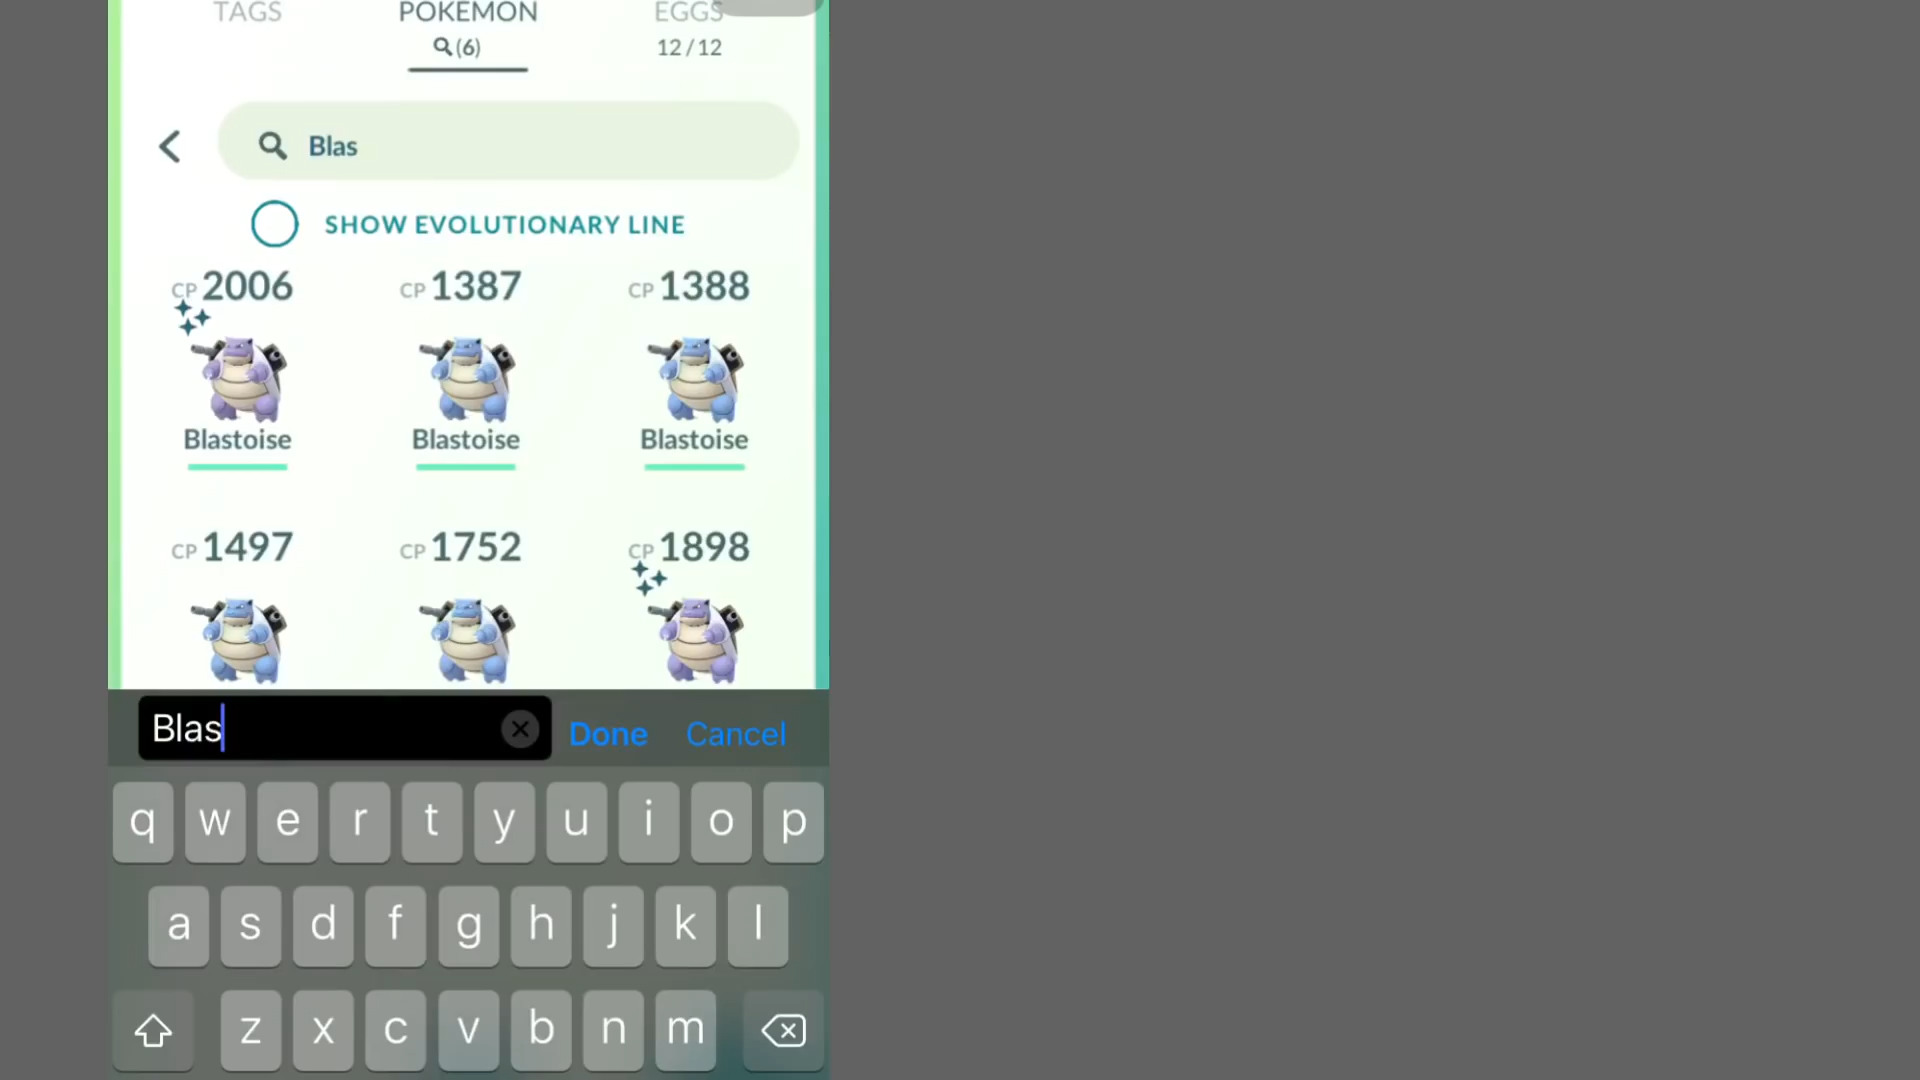 TAGS POKÉMON EGGS
(6) 12 / 12
Blas
SHOW EVOLUTIONARY LINE
CP 2006 CP 1387 CP 1388
Blastoise Blastoise Blastoise
CP 1497 CP 1752 CP 1898
Blas Done Cancel
q w e r t y u i o p
a s d f g h j k l
z x c v b n m